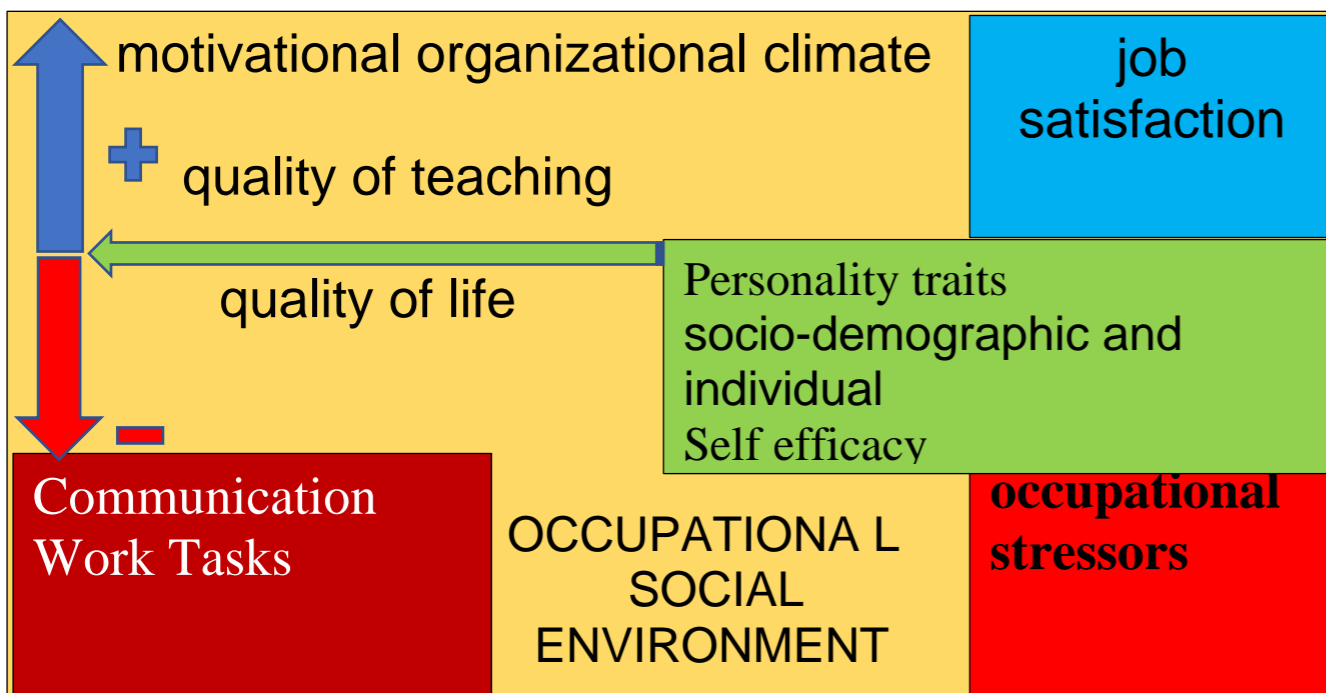 motivational organizational climate
quality of teaching
quality of life
job
satisfaction
Personality traits
socio-demographic and
individual
Self efficacy
Communication
Work Tasks
OCCUPATIONA L
SOCIAL
ENVIRONMENT
occupational
stressors